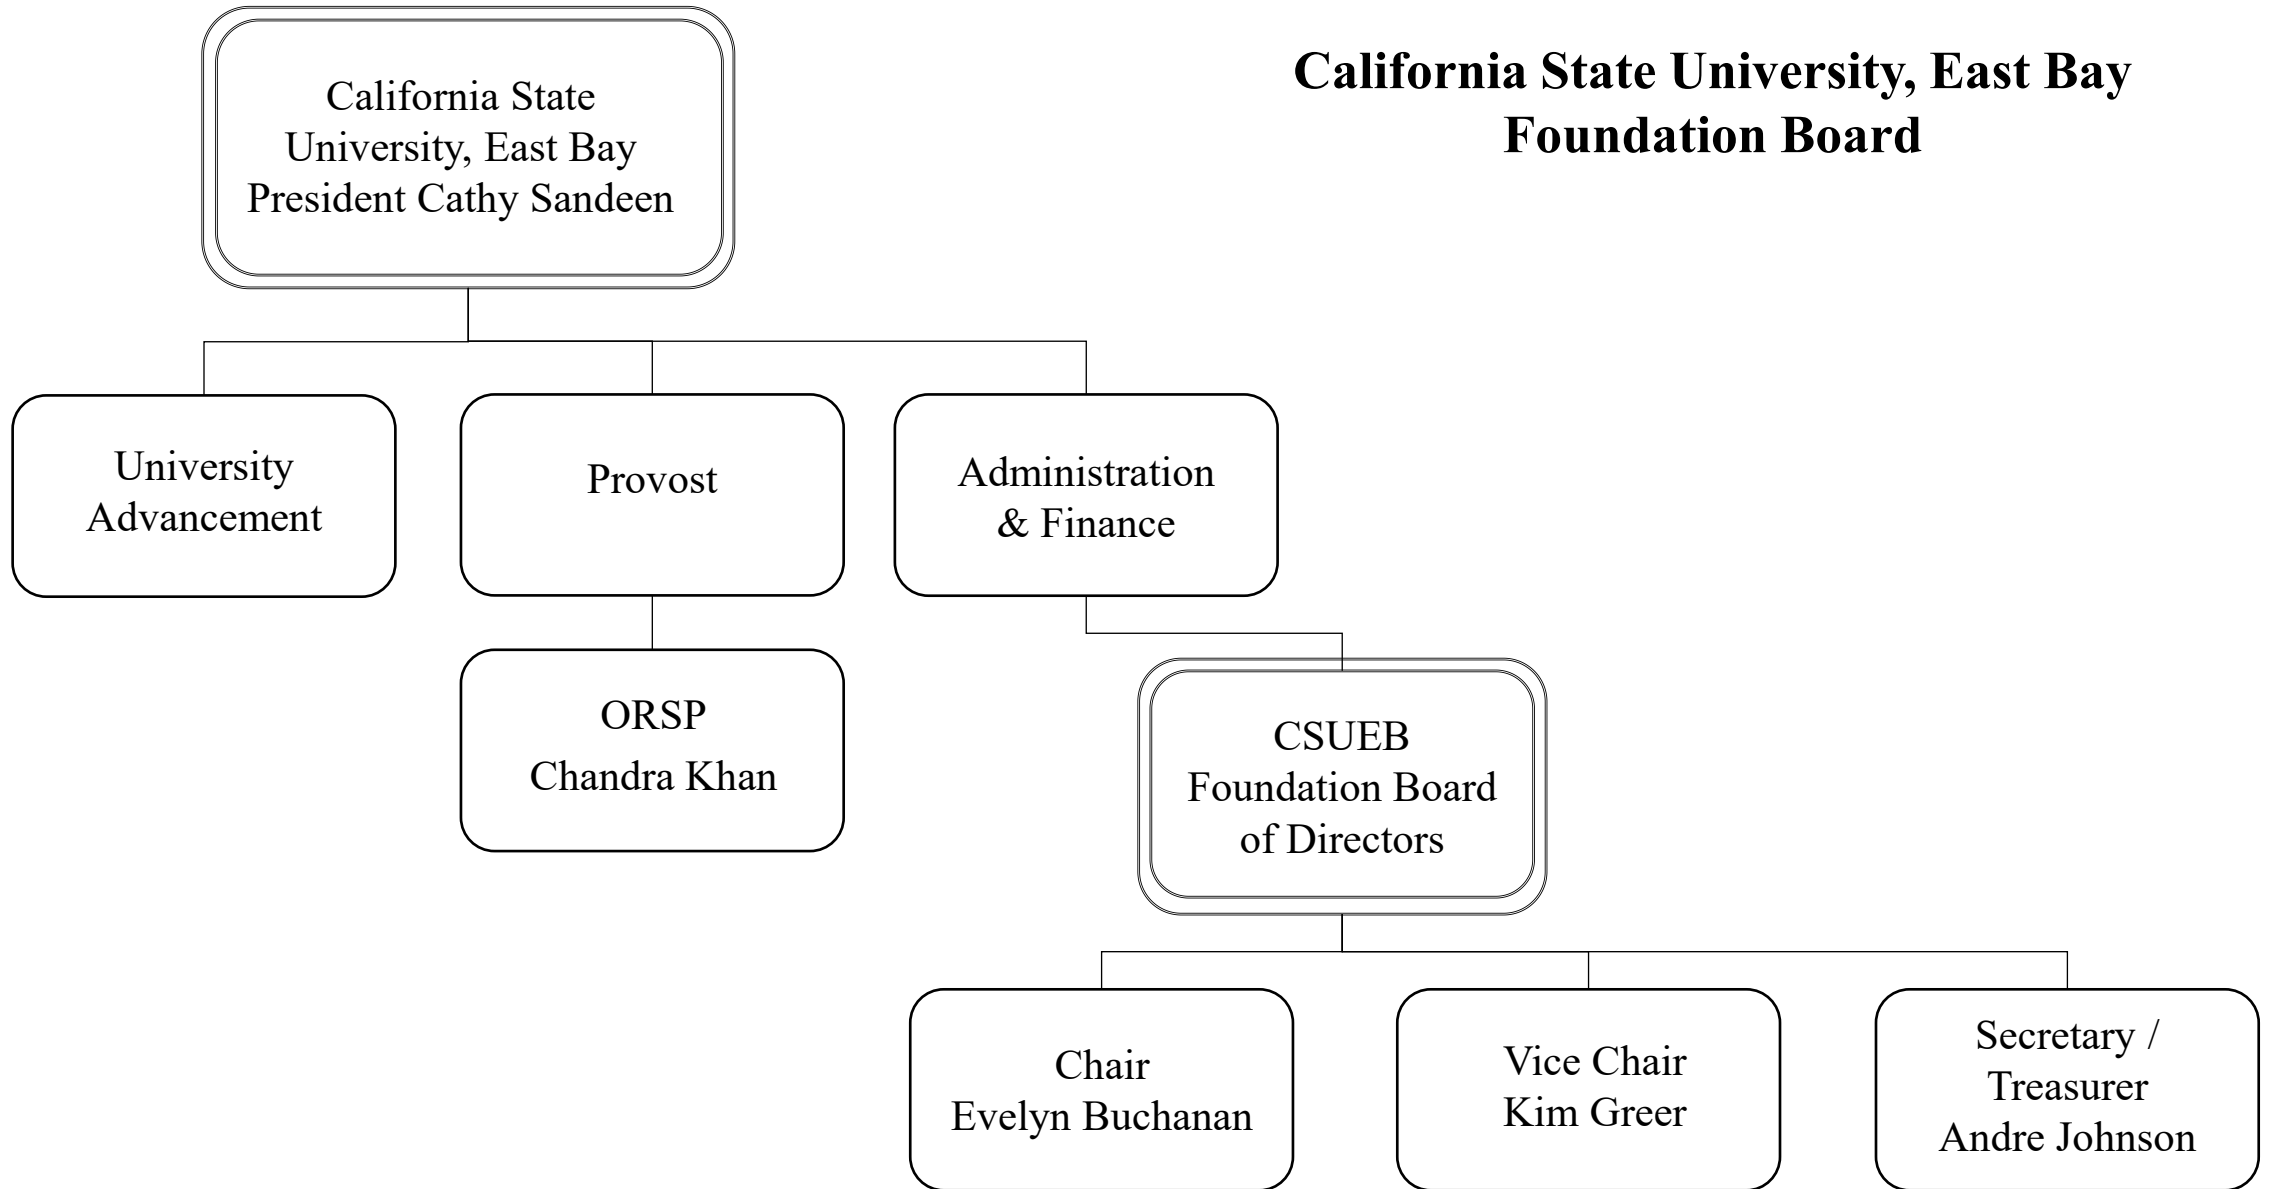 California State University, East Bay
Foundation Board
California State
University, East Bay
President Cathy Sandeen
University
Advancement
Provost
Administration
& Finance
ORSP
Chandra Khan
CSUEB
Foundation Board
of Directors
Chair
Evelyn Buchanan
Vice Chair
Kim Greer
Secretary /
Treasurer
Andre Johnson